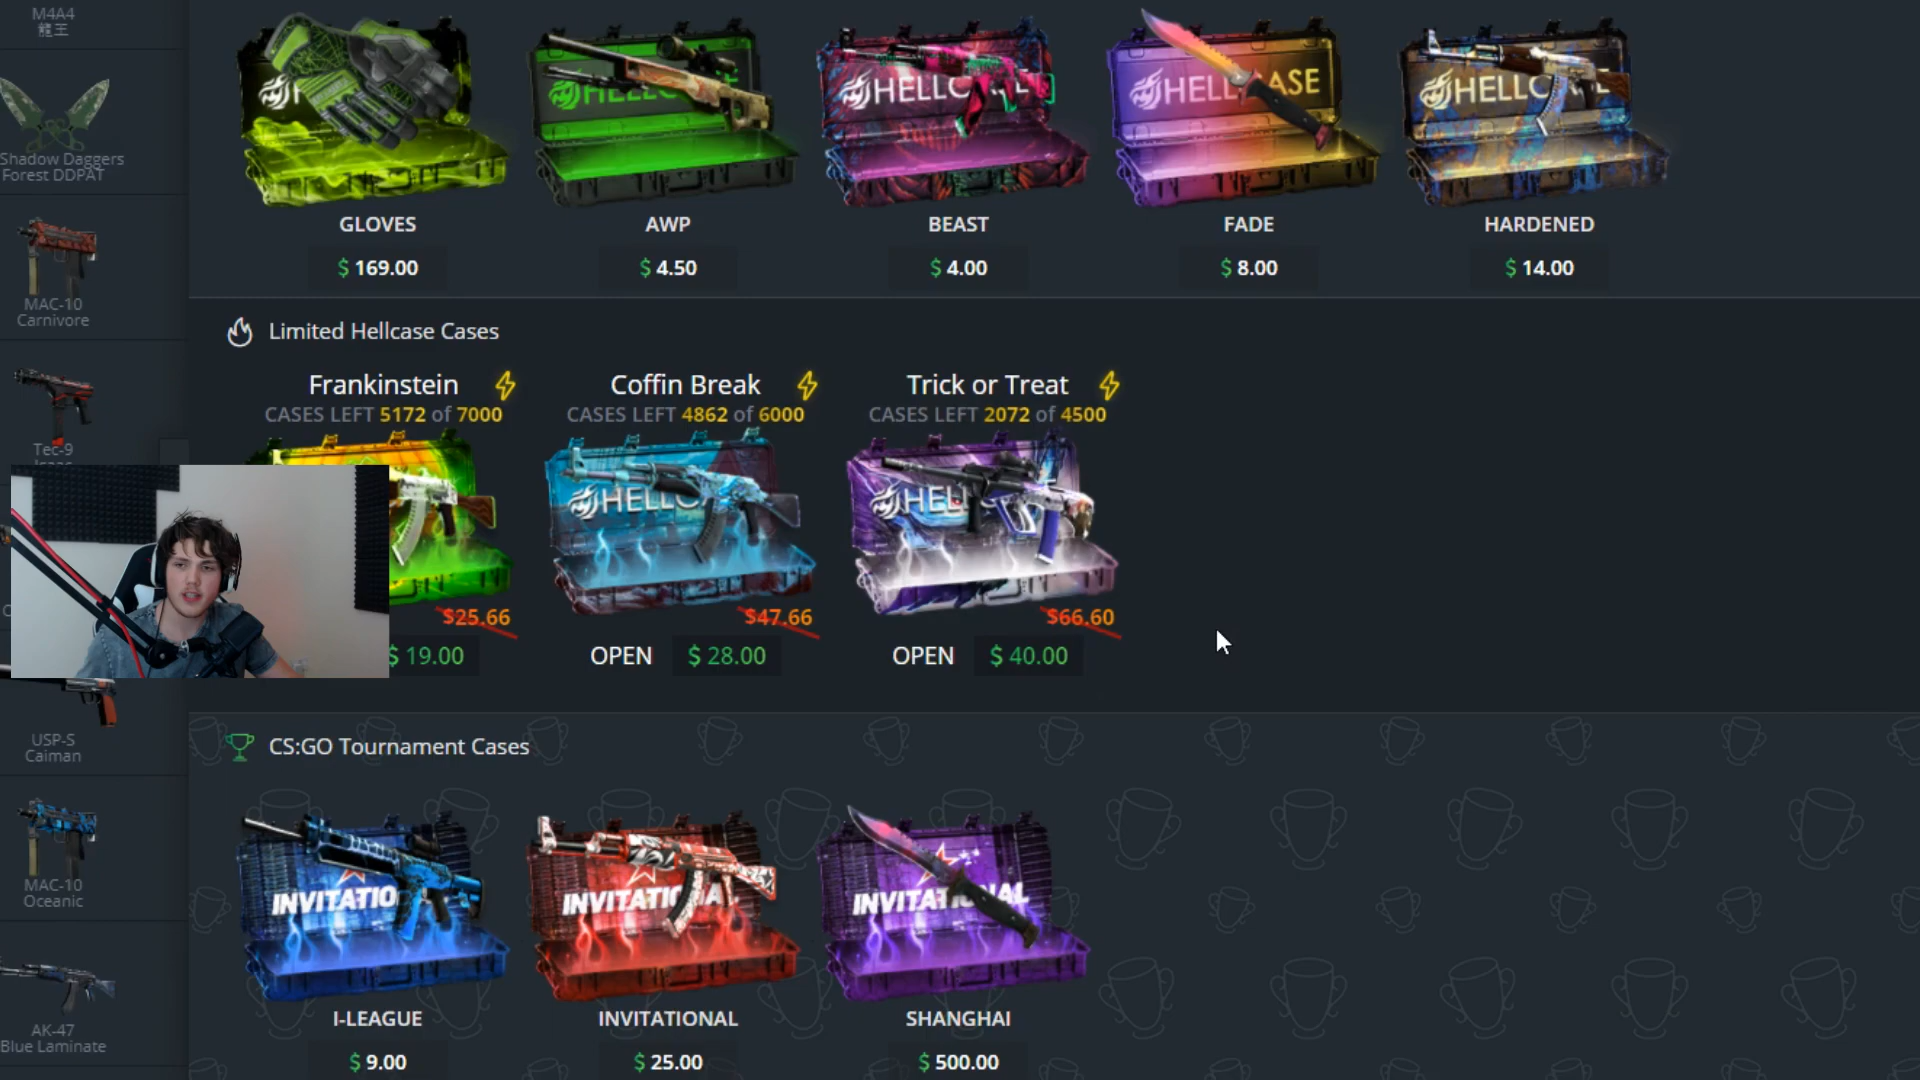 M4A4
龍王
Shadow Daggers
Forest DDPAT
MAC-10
Carnivore
Tec-9
USP-S
Caiman
MAC-10
Oceanic
AK-47
Blue Laminate
HELLCASE
GLOVES
AWP
BEAST
FADE
HARDENED
$ 169.00
$ 4.50
$ 4.00
$ 8.00
$ 14.00
Limited Hellcase Cases
Frankinstein
Coffin Break
Trick or Treat
CASES LEFT 5172 of 7000
CASES LEFT 4862 of 6000
CASES LEFT 2072 of 4500
$25.66
$47.66
$66.60
$ 19.00
OPEN $ 28.00
OPEN $ 40.00
CS:GO Tournament Cases
INVITATIO
INVITATIONAL
INVITATIONAL
I-LEAGUE
INVITATIONAL
SHANGHAI
$ 9.00
$ 25.00
$ 500.00